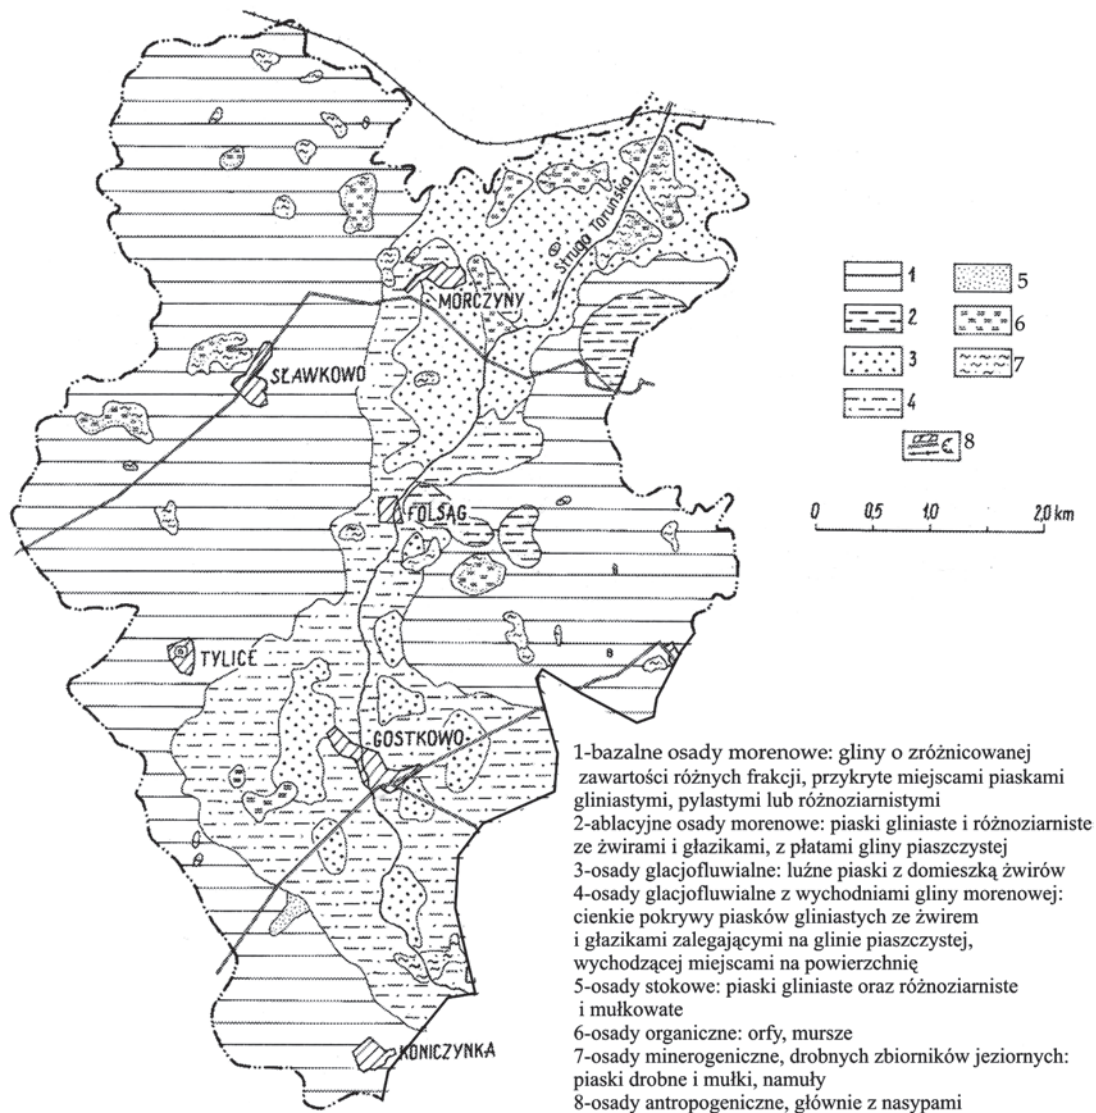 Struga Toruńska
MORCZYNY
SŁAWKOWO
FOLSĄG
TYLICE
GOSTKOWO
KONICZYNKA
1
2
3
4
5
6
7
8
0 0,5 1,0 2,0 km
1-bazalne osady morenowe: gliny o zróżnicowanej
zawartości różnych frakcji, przykryte miejscami piaskami
gliniastymi, pylastymi lub różnoziarnistymi
2-ablacyjne osady morenowe: piaski gliniaste i różnoziarniste
ze żwirami i głazikami, z płatami gliny piaszczystej
3-osady glacjofluwialne: luźne piaski z domieszką żwirów
4-osady glacjofluwialne z wychodniami gliny morenowej:
cienkie pokrywy piasków gliniastych ze żwirem
i głazikami zalegającymi na glinie piaszczystej,
wychodzącej miejscami na powierzchnię
5-osady stokowe: piaski gliniaste oraz różnoziarniste
i mułkowate
6-osady organiczne: orfy, mursze
7-osady minerogeniczne, drobnych zbiorników jeziornych:
piaski drobne i mułki, namuły
8-osady antropogeniczne, głównie z nasypami